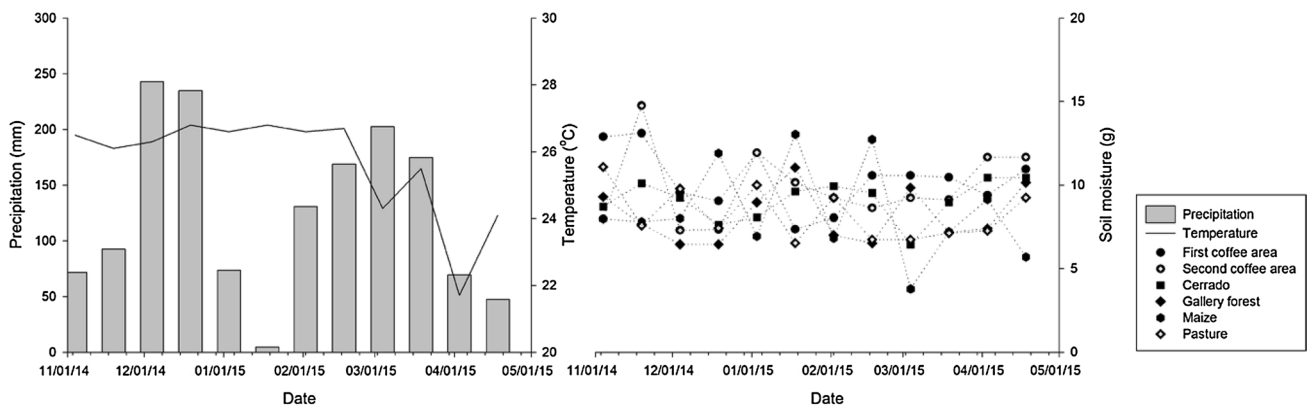 300
250
200
150
100
50
0
Precipitation (mm)
30
28
26
24
22
20
Temperature (°C)
11/01/14 12/01/14 01/01/15 02/01/15 03/01/15 04/01/15 05/01/15
Date
20
15
10
5
0
Soil moisture (g)
11/01/14 12/01/14 01/01/15 02/01/15 03/01/15 04/01/15 05/01/15
Date
Precipitation
Temperature
First coffee area
Second coffee area
Cerrado
Gallery forest
Maize
Pasture